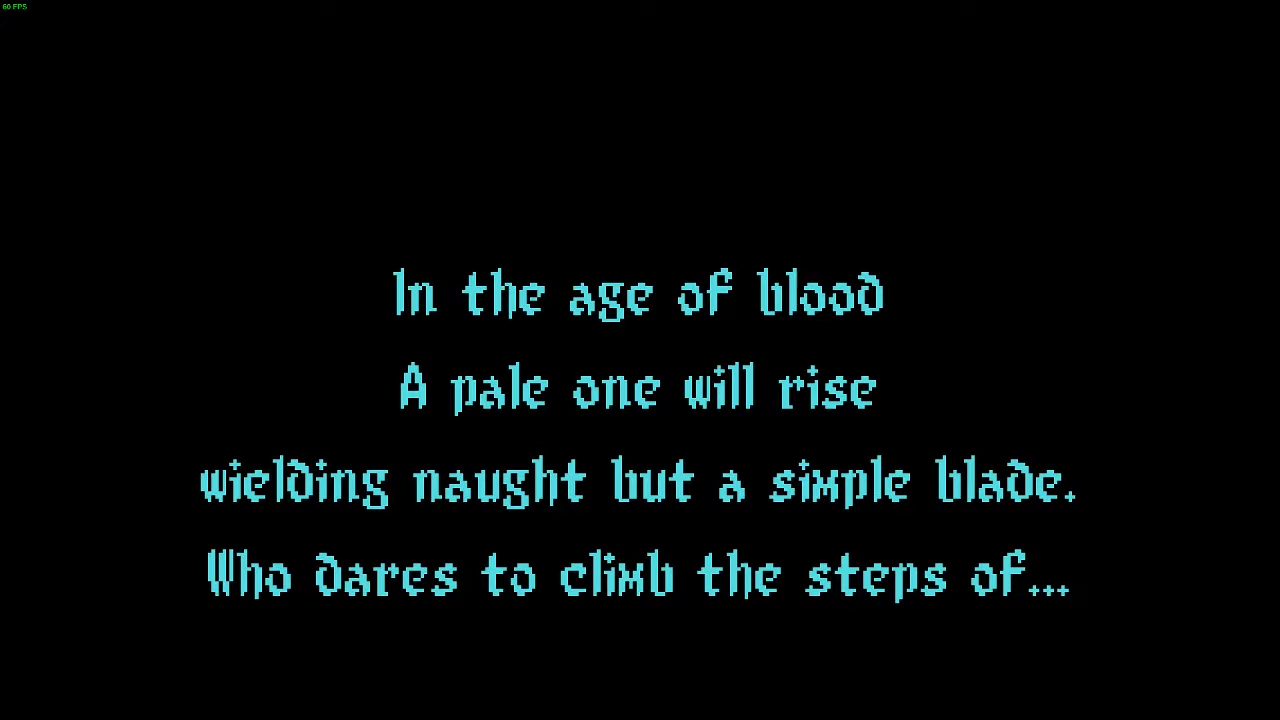 60 FPS
In the age of blood
A pale one will rise
wielding naught but a simple blade.
Who dares to climb the steps of...